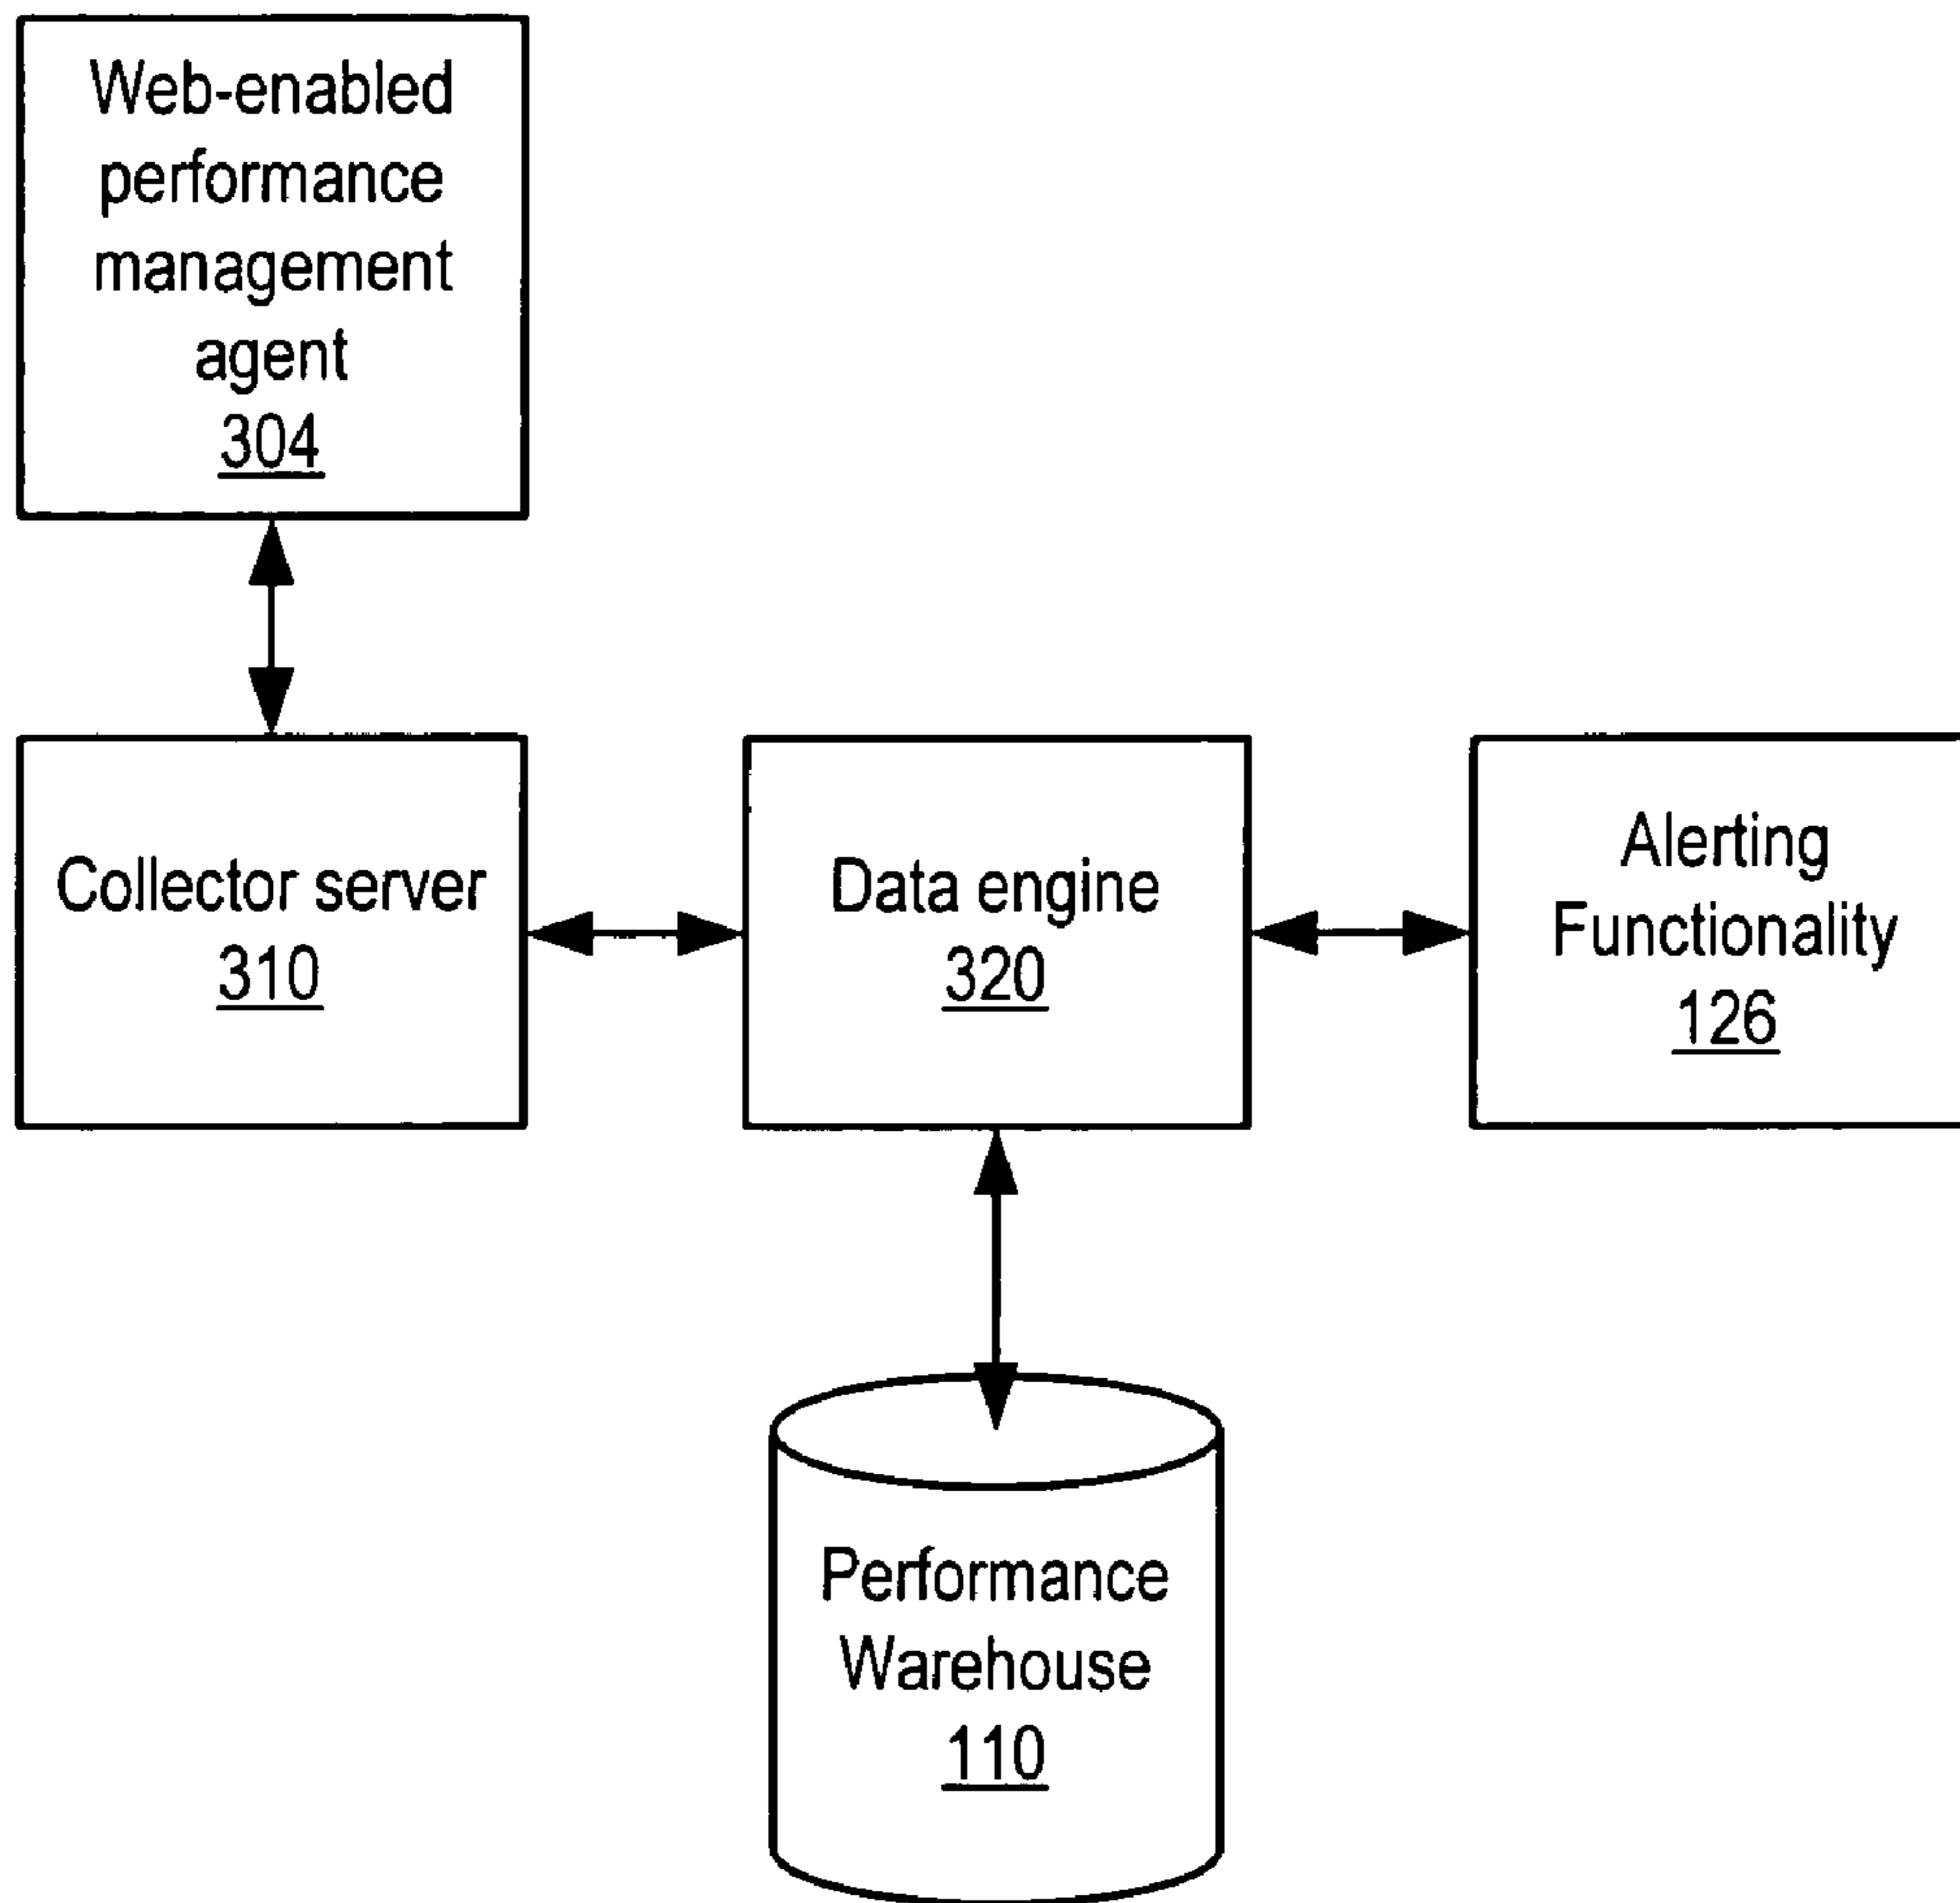 Web-enabled
performance
management
agent
304
Collector server
310
Data engine
320
Alerting
Functionality
126
Performance
Warehouse
110